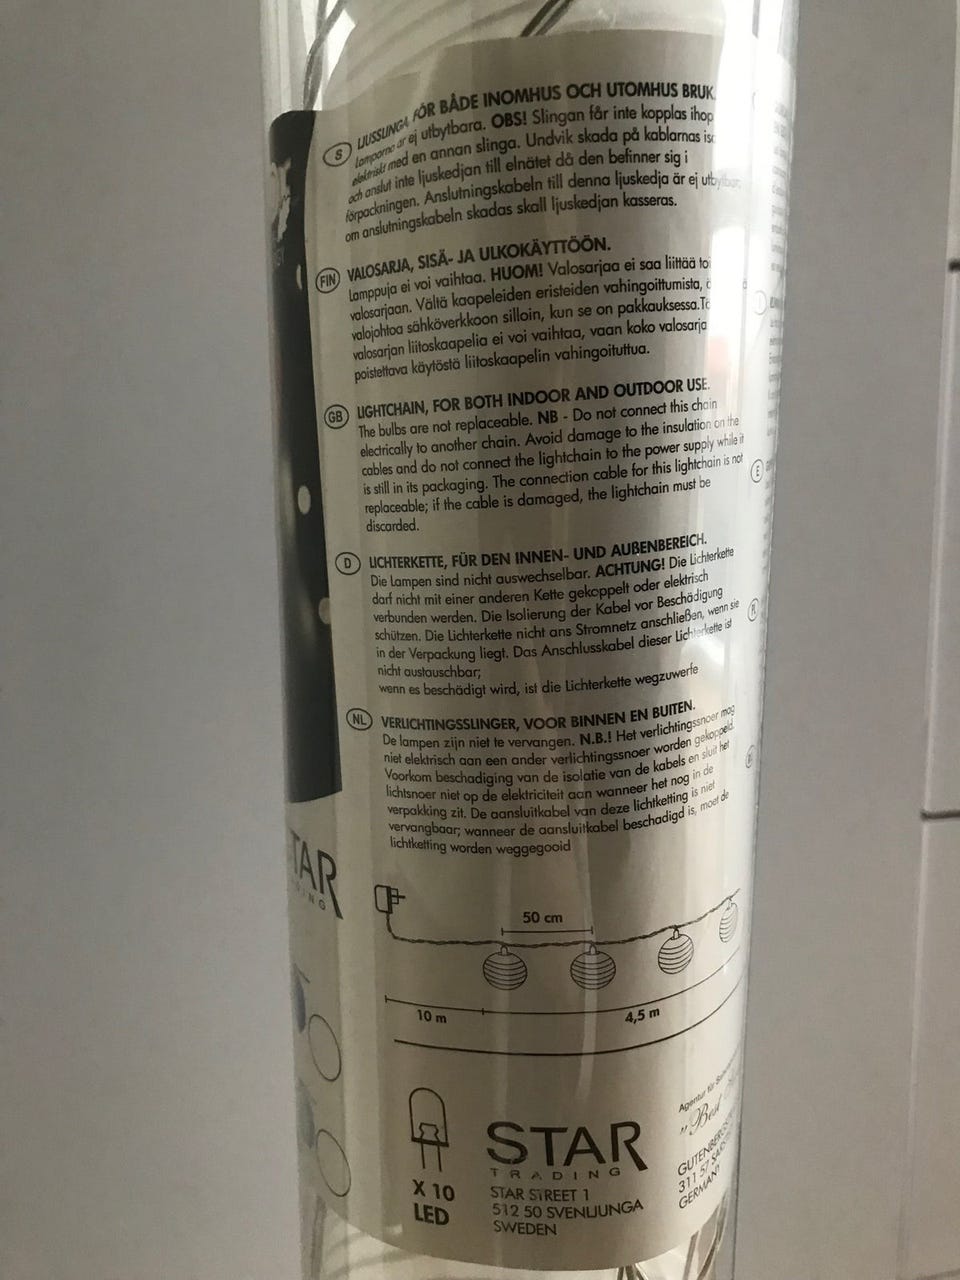 S LJUSSLINGA FÖR BÅDE INOMHUS OCH UTOMHUS BRUK.
lamporna är ej utbytbara. OBS! Slingan får inte kopplas ihop
elektriskt med en annan slinga. Undvik skada på kablarnas
och anslut inte ljuskedjan till elnätet då den befinner sig i
förpackningen. Anslutningskabeln till denna ljuskedja är ej
om anslutningskabeln skadas skall ljuskedjan kasseras.
FIN VALOSARJA, SISÄ- JA ULKOKÄYTTÖÖN.
Lamppuja ei voi vaihtaa. HUOM! Valosarjaa ei saa liittää
valosarjaan. Vältä kaapeleiden eristeiden vahingoittumista,
valojohtoa sähköverkkoon silloin, kun se on pakkauksessa.
valosarjan liitoskaapelia ei voi vaihtaa, vaan koko valosarja
poistettava käytöstä liitoskaapelin vahingoituttua.
GB LIGHTCHAIN, FOR BOTH INDOOR AND OUTDOOR USE.
The bulbs are not replaceable. NB - Do not connect this chain
electrically to another chain. Avoid damage to the insulation on the
cables and do not connect the lightchain to the power supply while it
is still in its packaging. The connection cable for this lightchain is not
replaceable; if the cable is damaged, the lightchain must be
discarded.
D LICHTERKETTE, FÜR DEN INNEN- UND AUßENBEREICH.
Die Lampen sind nicht auswechselbar. ACHTUNG! Die Lichterkette
darf nicht mit einer anderen Kette gekoppelt oder elektrisch
verbunden werden. Die Isolierung der Kabel vor Beschädigung
schützen. Die Lichterkette nicht ans Stromnetz anschließen, wenn sie
in der Verpackung liegt. Das Anschlusskabel dieser Lichterkette ist
nicht austauschbar;
wenn es beschädigt wird, ist die Lichterkette wegzuwerfe
NL VERLICHTINGSSLINGER, VOOR BINNEN EN BUITEN.
De lampen zijn niet te vervangen. N.B.! Het verlichtingssnoer mag
niet elektrisch aan een ander verlichtingssnoer worden gekoppeld.
Voorkom beschadiging van de isolatie van de kabels en sluit het
lichtsnoer niet op de elektriciteit aan wanneer het nog in de
verpakking zit. De aansluitkabel van deze lichtketting is niet
vervangbaar; wanneer de aansluitkabel beschadigd is, moet de
lichtketting worden weggegooid
50 cm
10 m 4,5 m
X 10
LED
STAR
TRADING
STAR STREET 1
512 50 SVENLJUNGA
SWEDEN
Agentur für
„Best
311 57
GERMANY
TAR